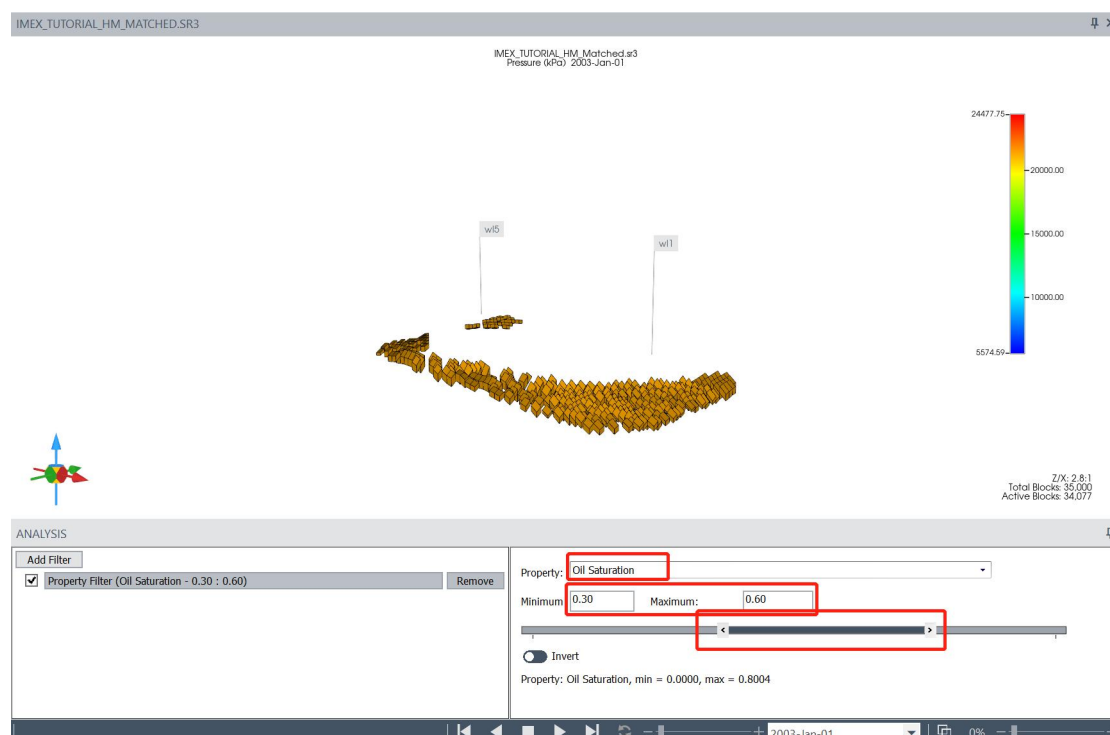 IMEX_TUTORIAL_HM_MATCHED.SR3
IMEX_TUTORIAL_HM_Matched.sr3
Pressure (kPa) 2003-Jan-01
24477.75
20000.00
15000.00
10000.00
5574.59
wl5
wl1
Z/X: 2.8:1
Total Blocks: 35,000
Active Blocks: 34,077
ANALYSIS
Add Filter
Property Filter (Oil Saturation - 0.30 : 0.60) Remove
Property: Oil Saturation
Minimum 0.30 Maximum: 0.60
Invert
Property: Oil Saturation, min = 0.0000, max = 0.8004
2003-Jan-01 0%